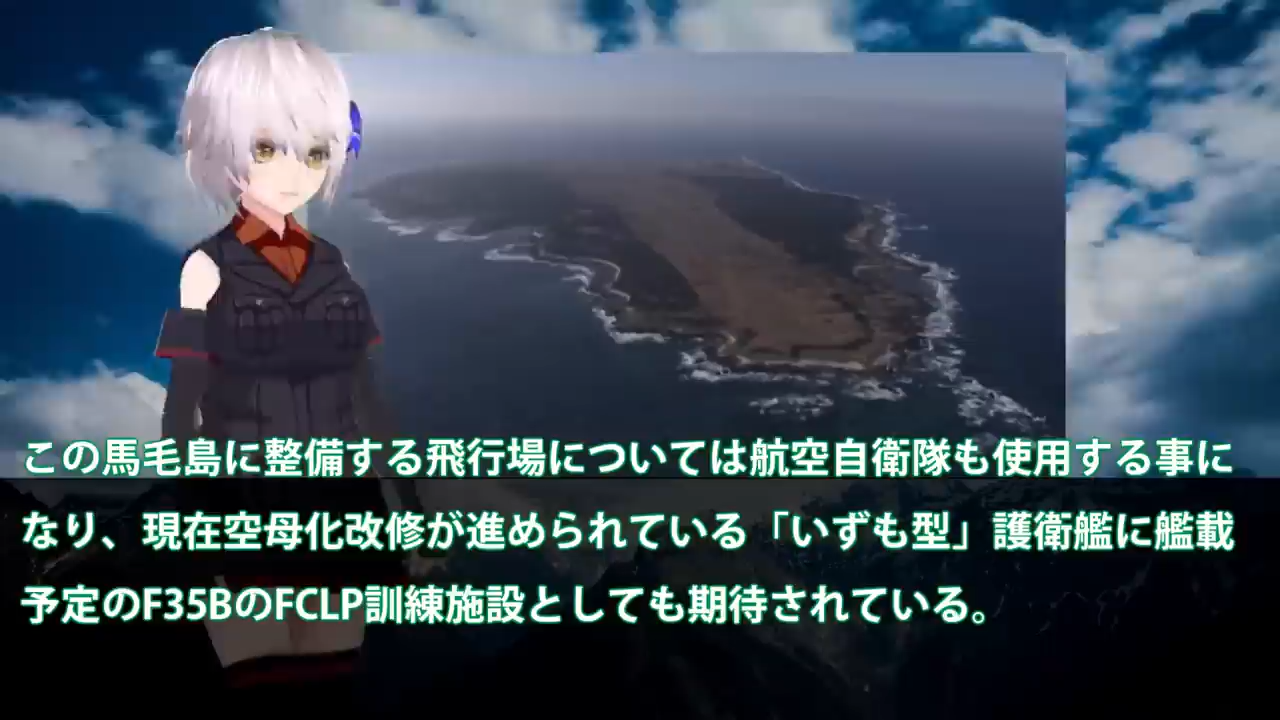 この馬毛島に整備する飛行場については航空自衛隊も使用する事に
なり、現在空母化改修が進められている「いずも型」護衛艦に艦載
予定のF35BのFCLP訓練施設としても期待されている。